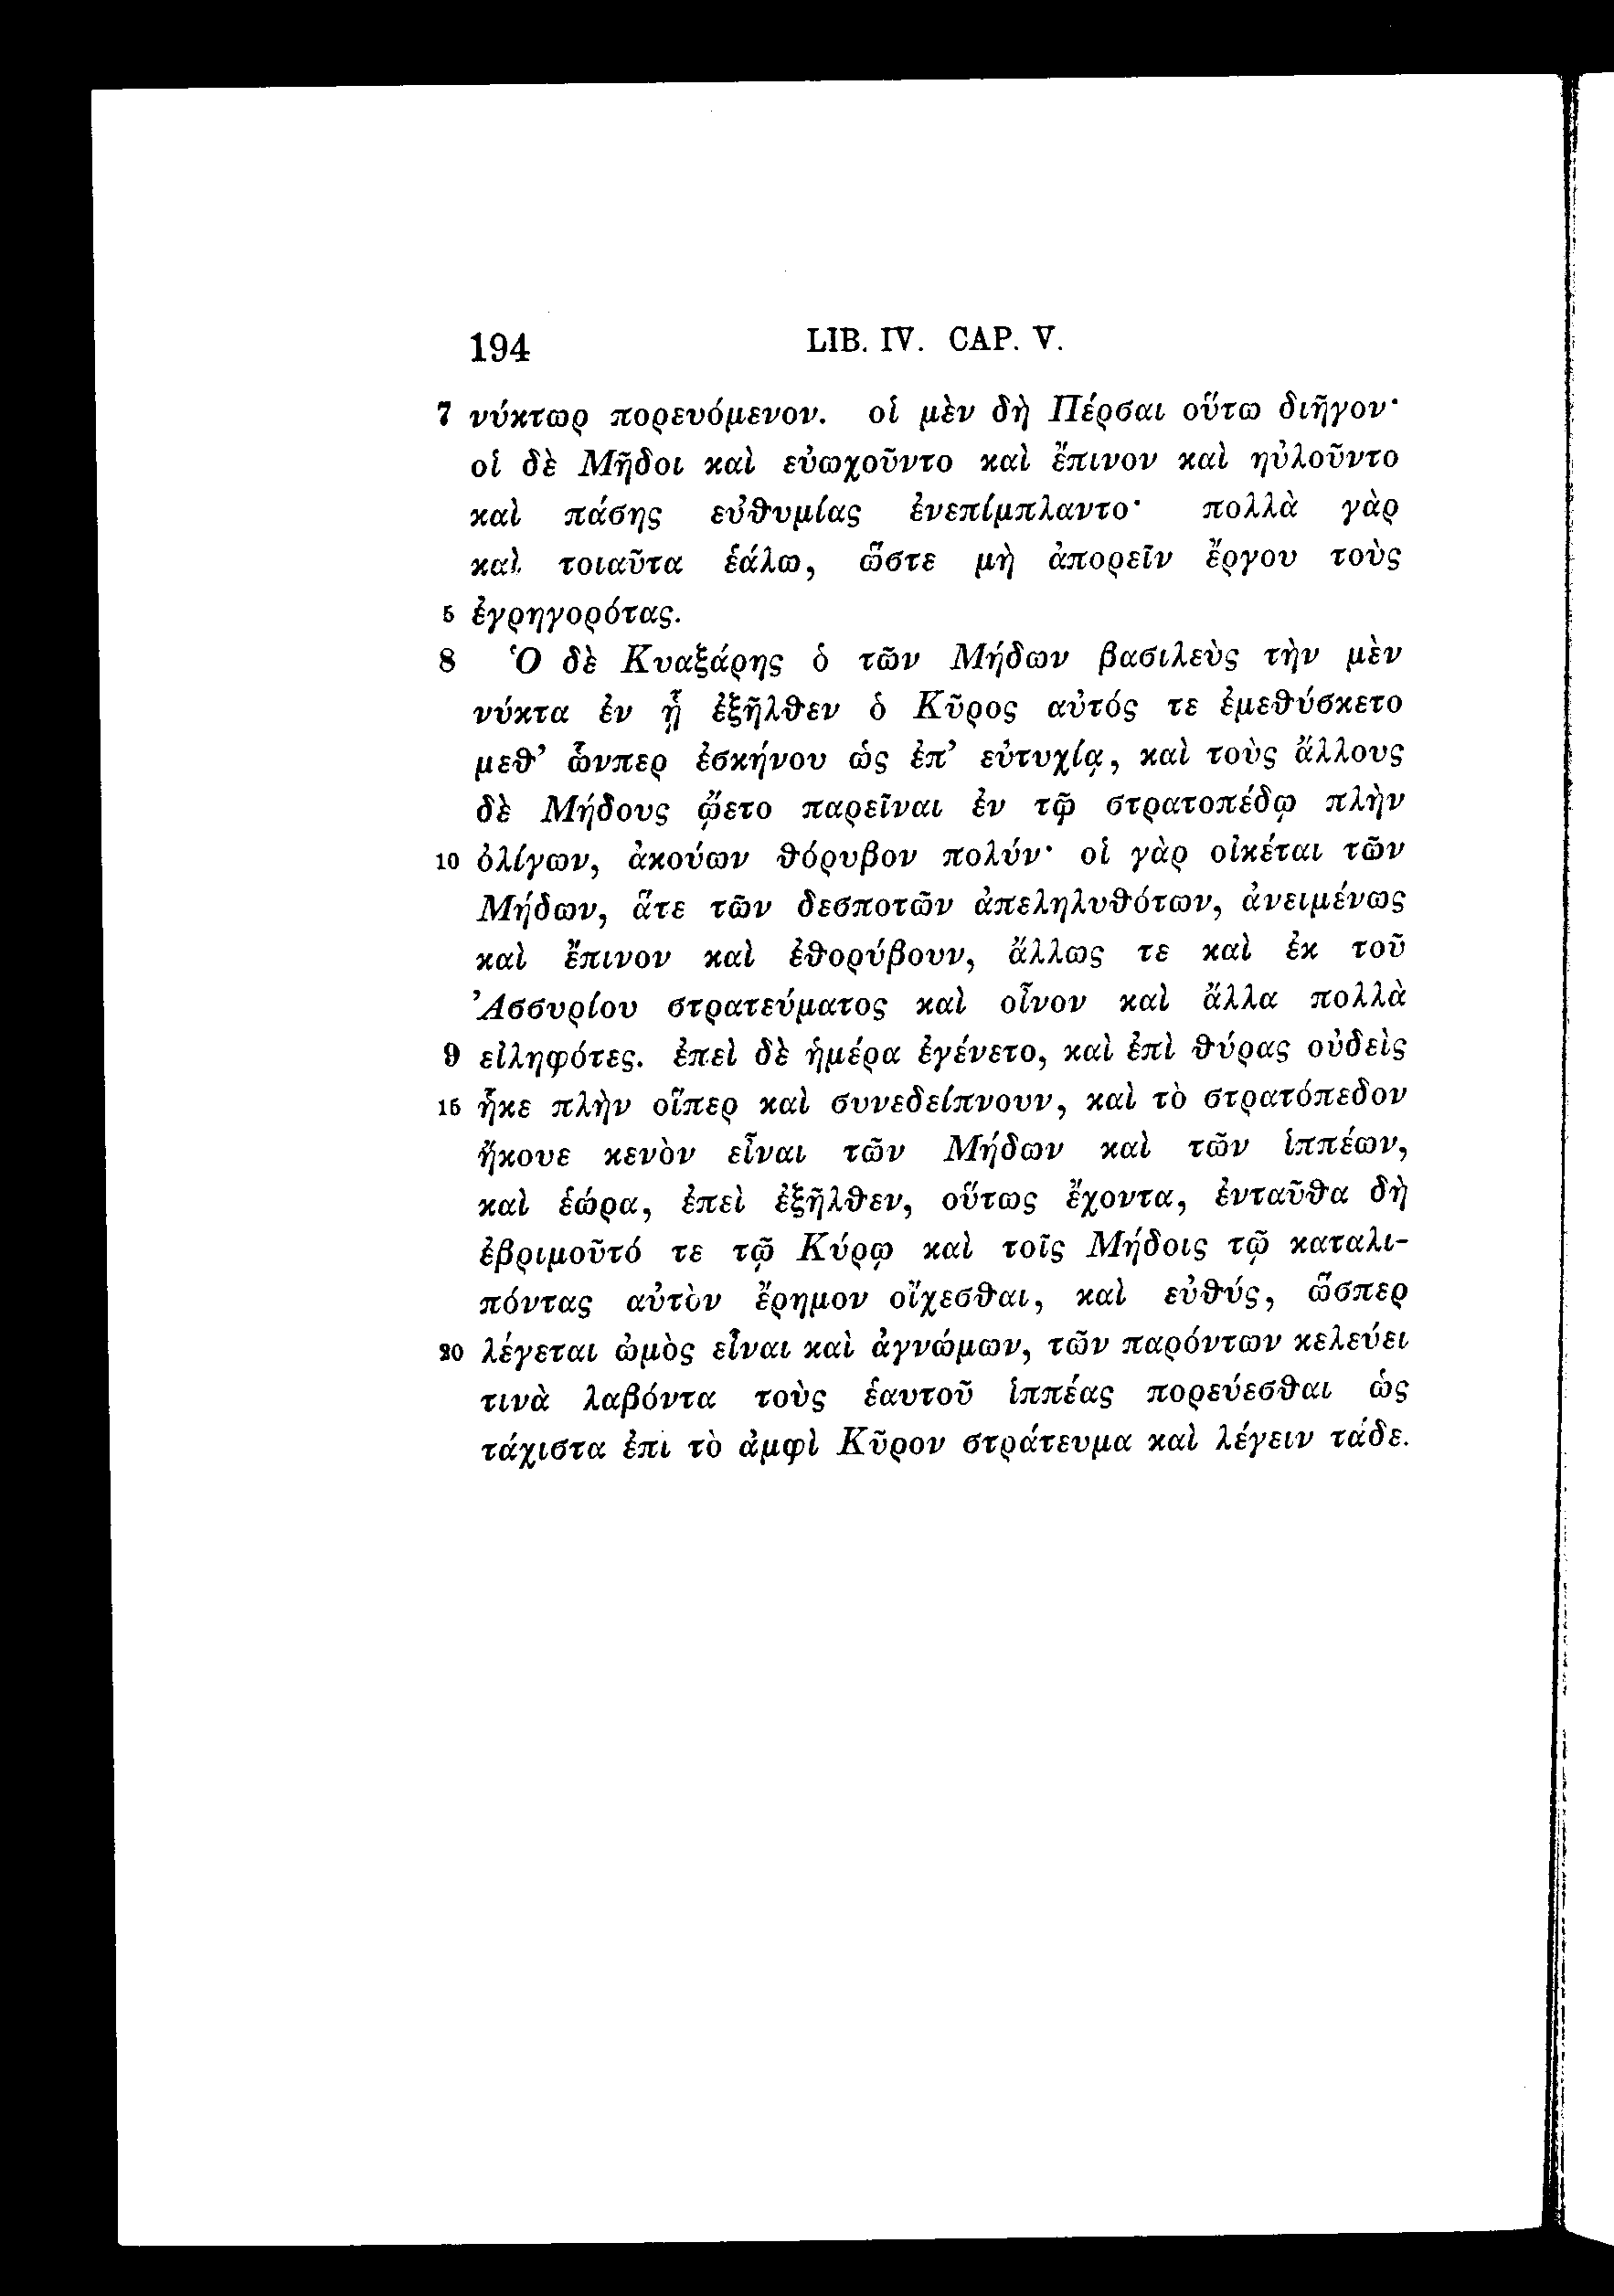 194 LIB. IV. CAP. V.
7 νύκτωρ πορευόμενον. οἱ μὲν δὴ Πέρσαι οὕτω διῆγον·
οἱ δὲ Μῆδοι καὶ εὐωχοῦντο καὶ ἔπινον καὶ ηὐλοῦντο
καὶ πάσης εὐθυμίας ἐνεπίμπλαντο· πολλὰ γὰρ
καὶ τοιαῦτα ἑάλω, ὥστε μὴ ἀπορεῖν ἔργου τοὺς
5 ἐγρηγορότας.
8 Ὁ δὲ Κυαξάρης ὁ τῶν Μήδων βασιλεὺς τὴν μὲν
νύκτα ἐν ᾗ ἐξῆλθεν ὁ Κῦρος αὐτός τε ἐμεθύσκετο
μεθ’ ὧνπερ ἐσκήνου ὡς ἐπ’ εὐτυχίᾳ, καὶ τοὺς ἄλλους
δὲ Μήδους ᾤετο παρεῖναι ἐν τῷ στρατοπέδῳ πλὴν
10 ὀλίγων, ἀκούων θόρυβον πολύν· οἱ γὰρ οἰκέται τῶν
Μήδων, ἅτε τῶν δεσποτῶν ἀπεληλυθότων, ἀνειμένως
καὶ ἔπινον καὶ ἐθορύβουν, ἄλλως τε καὶ ἐκ τοῦ
Ἀσσυρίου στρατεύματος καὶ οἶνον καὶ ἄλλα πολλὰ
9 εἰληφότες. ἐπεὶ δὲ ἡμέρα ἐγένετο, καὶ ἐπὶ θύρας οὐδεὶς
15 ἧκε πλὴν οἵπερ καὶ συνεδείπνουν, καὶ τὸ στρατόπεδον
ἤκουε κενὸν εἶναι τῶν Μήδων καὶ τῶν ἱππέων,
καὶ ἑώρα, ἐπεὶ ἐξῆλθεν, οὕτως ἔχοντα, ἐνταῦθα δὴ
ἐβριμοῦτό τε τῷ Κύρῳ καὶ τοῖς Μήδοις τῷ καταλι-
πόντας αὐτὸν ἔρημον οἴχεσθαι, καὶ εὐθύς, ὥσπερ
20 λέγεται ὠμὸς εἶναι καὶ ἀγνώμων, τῶν παρόντων κελεύει
τινὰ λαβόντα τοὺς ἑαυτοῦ ἱππέας πορεύεσθαι ὡς
τάχιστα ἐπι τὸ ἀμφὶ Κῦρον στράτευμα καὶ λέγειν τάδε.